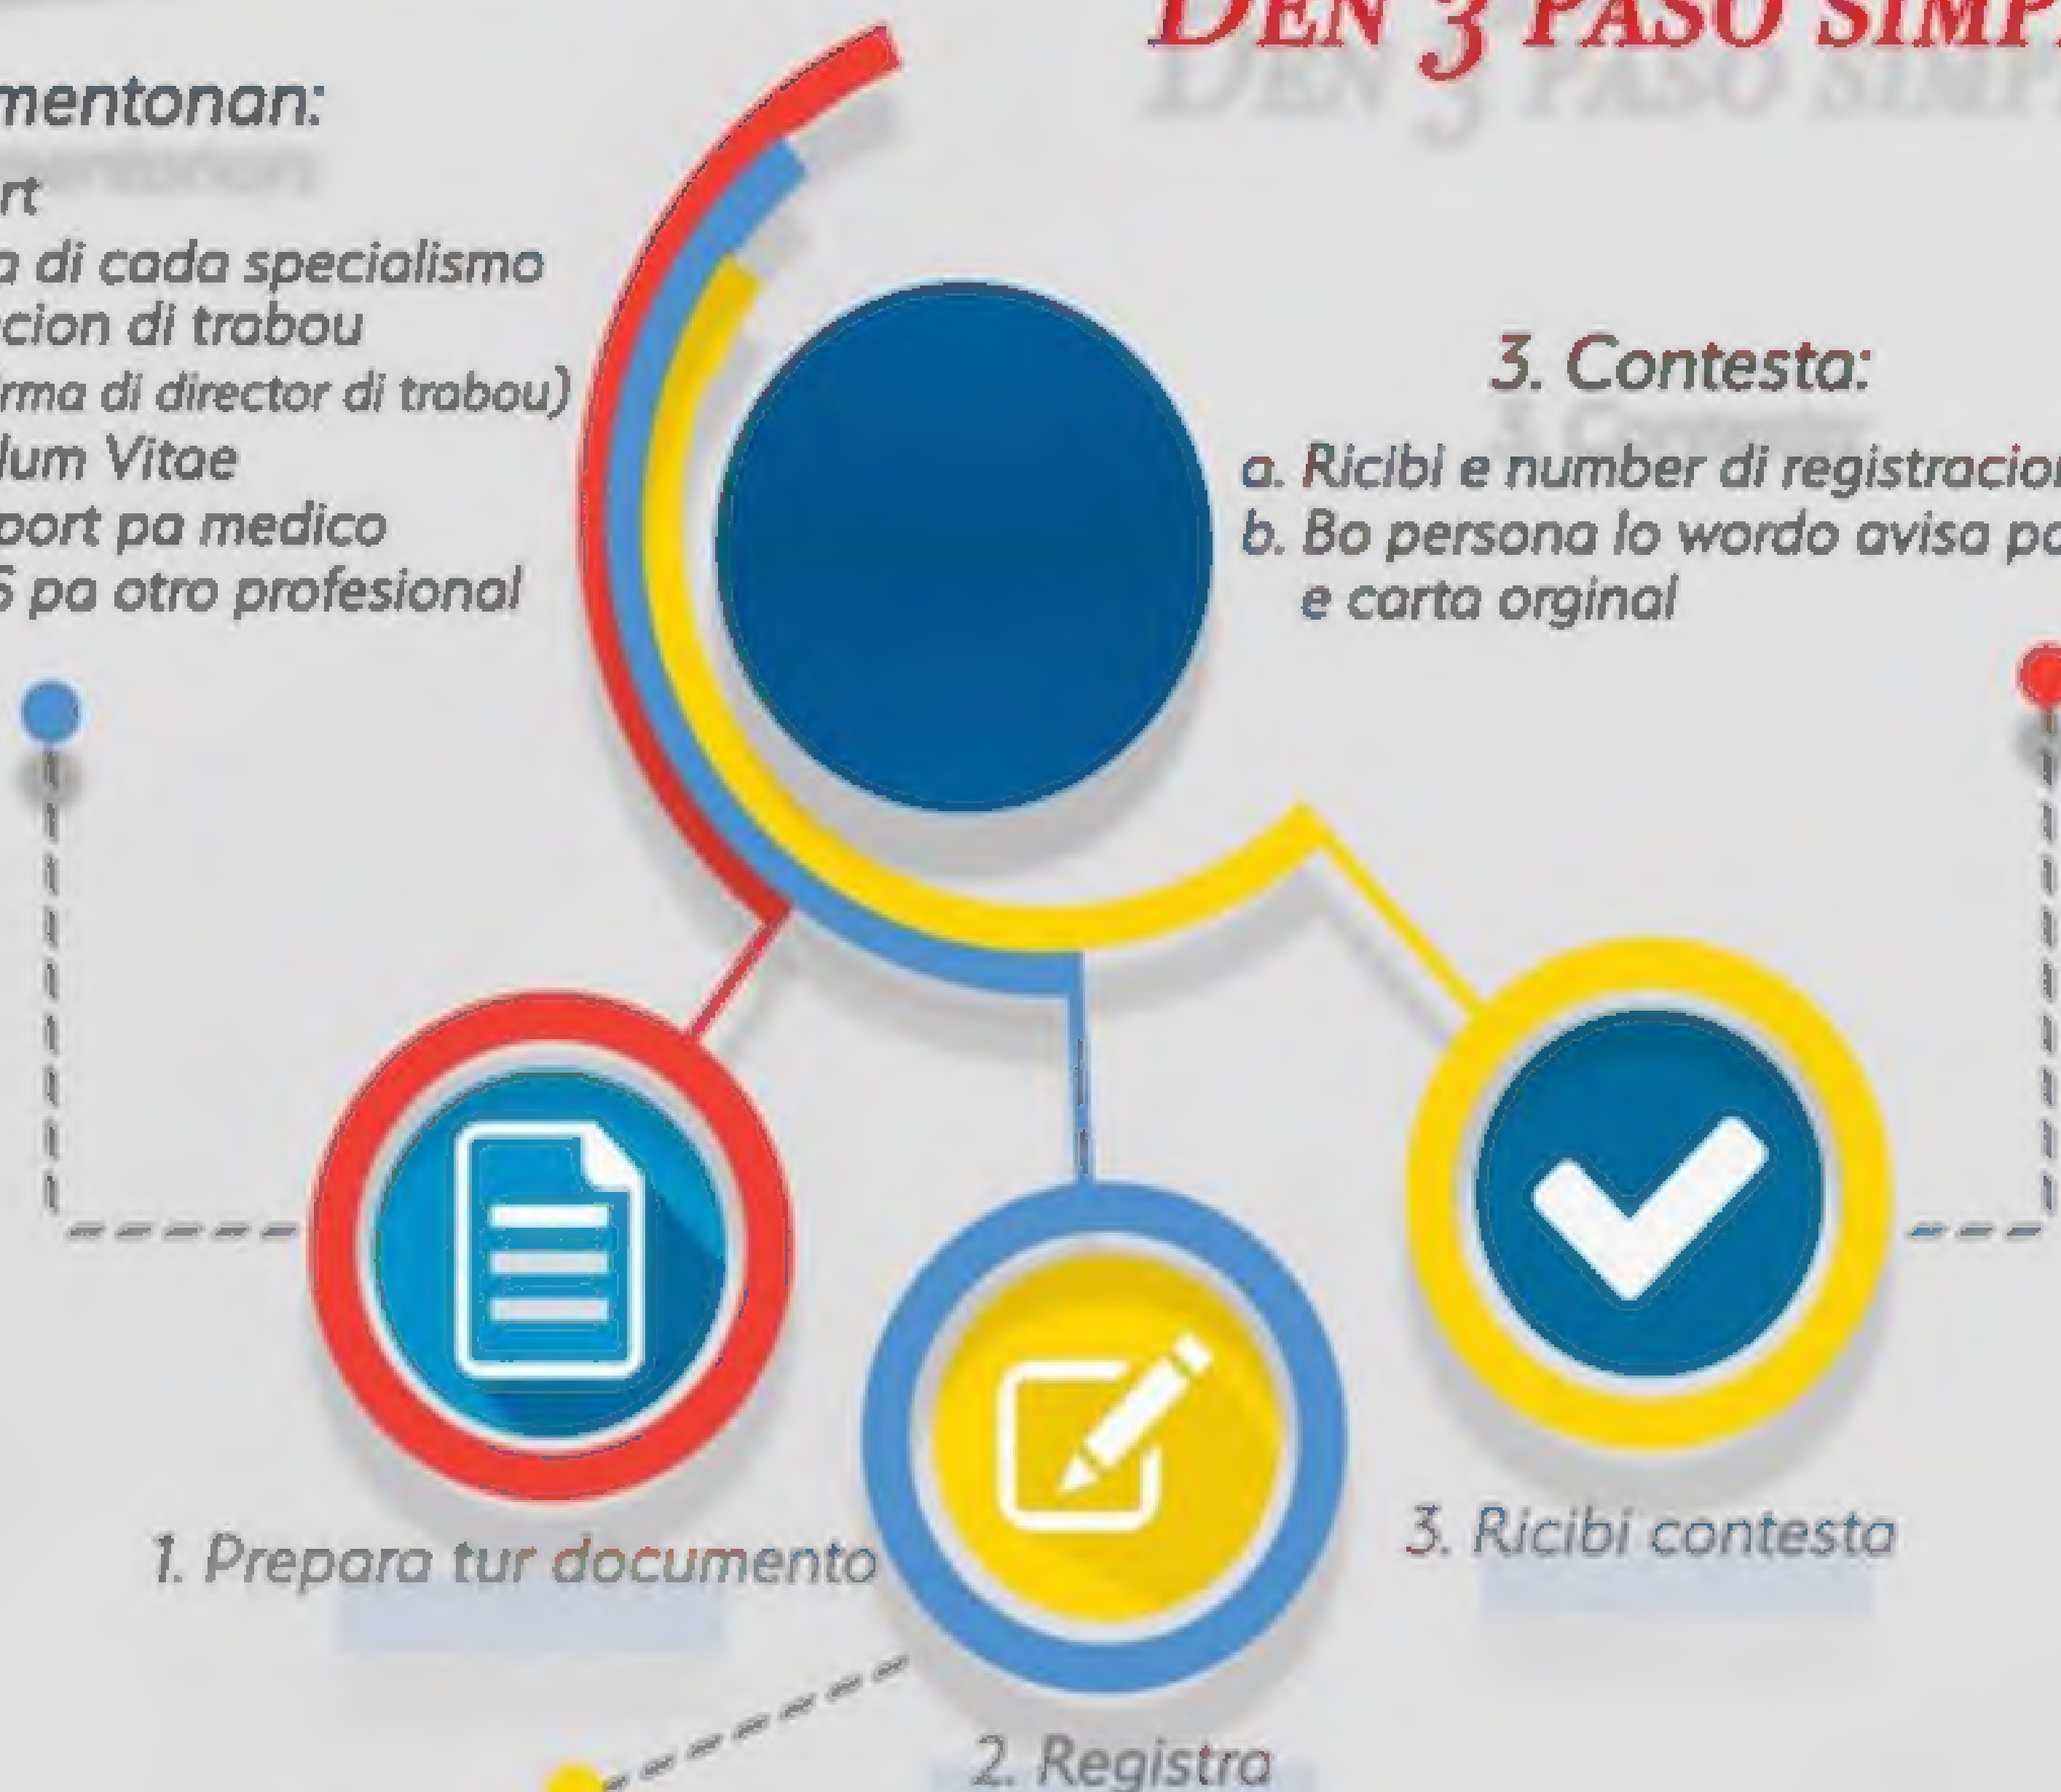 DEN 3 PASO SIMP
mentonan:
rt
a di cada specialismo
cion di trabou
irma di director di trabou)
lum Vitae
port pa medico
S pa otro profesional
3. Contesta:
a. Ricibi e number di registracion
b. Bo persona lo wordo avisa pa
e carta orginal
1. Prepara tur documento
2. Registra
3. Ricibi contesta